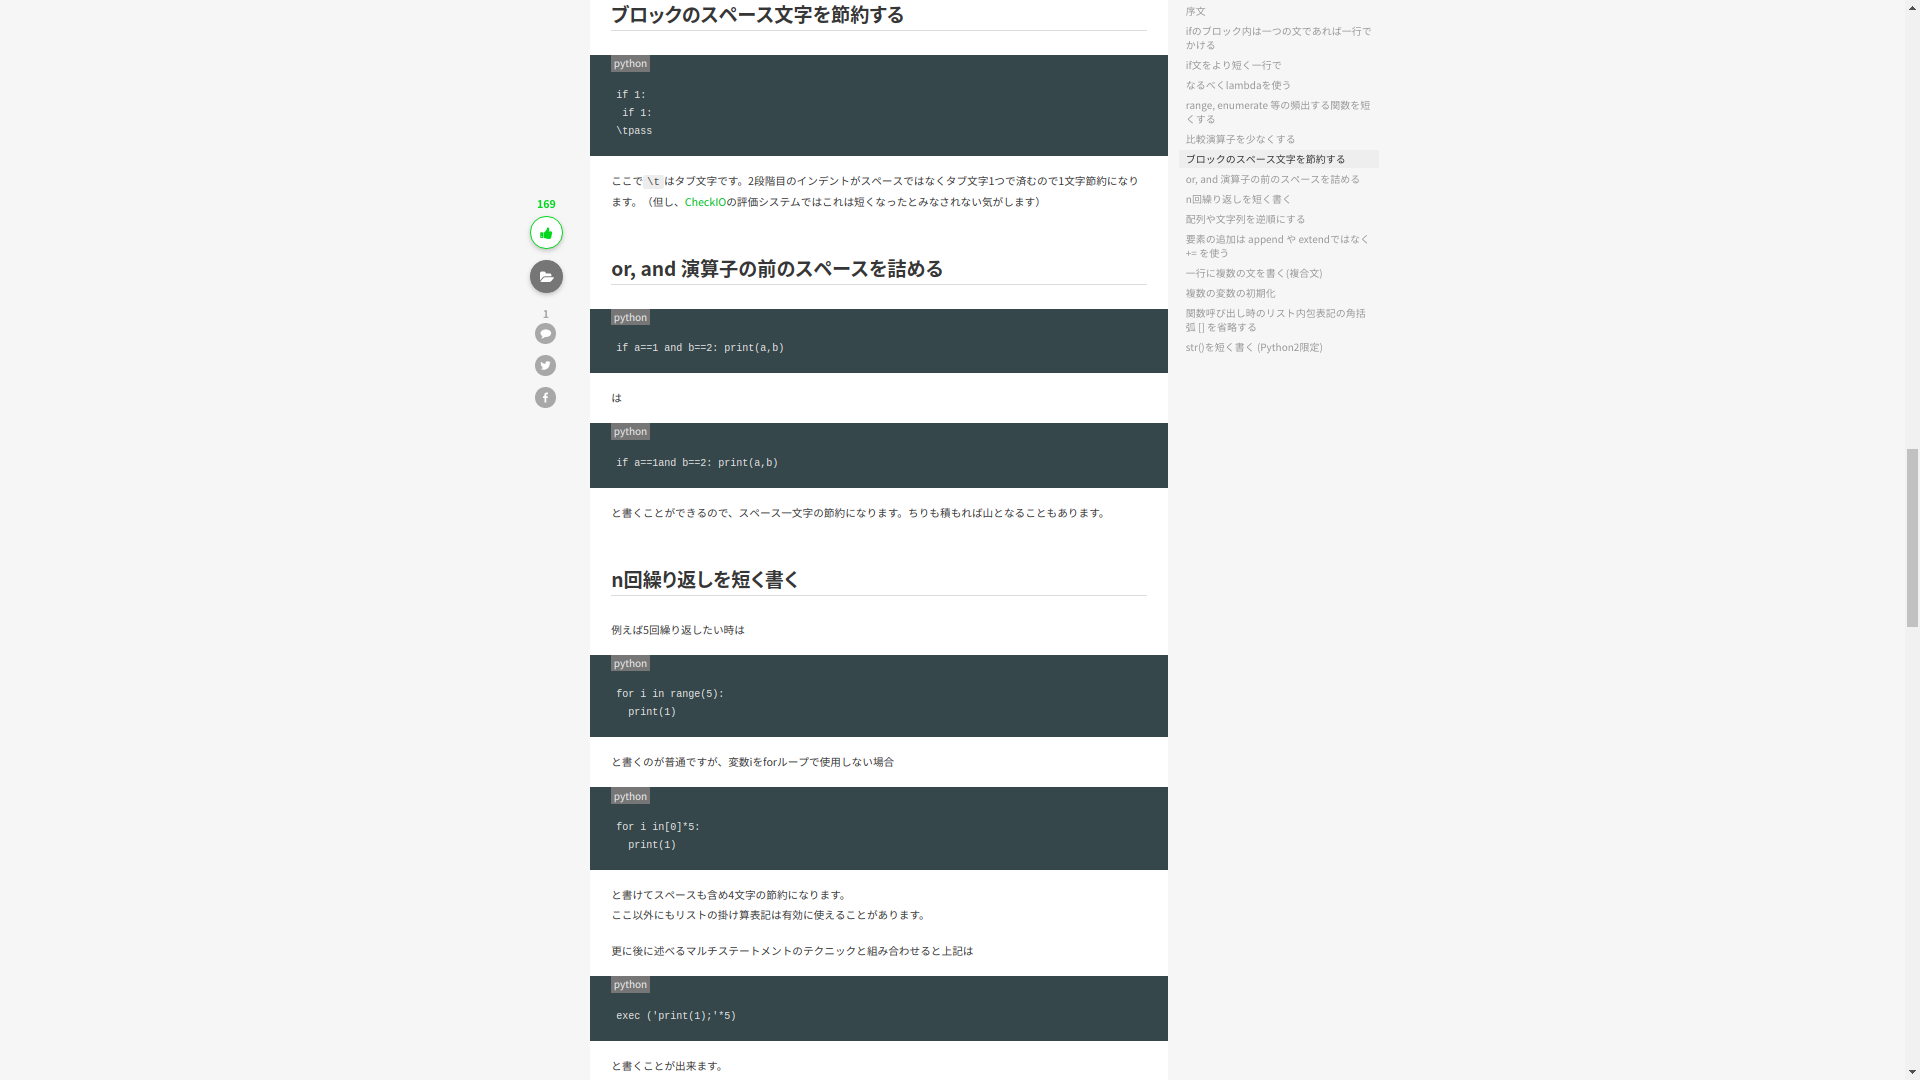 ブロックのスペース文字を節約する
python
if 1:
 if 1:
\tpass
ここで \t はタブ文字です。2段階目のインデントがスペースではなくタブ文字1つで済むので1文字節約になり
ます。（但し、CheckIOの評価システムではこれは短くなったとみなされない気がします）
169
1
or, and 演算子の前のスペースを詰める
python
if a==1 and b==2: print(a,b)
は
python
if a==1and b==2: print(a,b)
と書くことができるので、スペース一文字の節約になります。ちりも積もれば山となることもあります。
n回繰り返しを短く書く
例えば5回繰り返したい時は
python
for i in range(5):
  print(1)
と書くのが普通ですが、変数iをforループで使用しない場合
python
for i in[0]*5:
  print(1)
と書けてスペースも含め4文字の節約になります。
ここ以外にもリストの掛け算表記は有効に使えることがあります。
更に後に述べるマルチステートメントのテクニックと組み合わせると上記は
python
exec ('print(1);'*5)
と書くことが出来ます。
序文
ifのブロック内は一つの文であれば一行で
かける
if文をより短く一行で
なるべくlambdaを使う
range, enumerate 等の頻出する関数を短
くする
比較演算子を少なくする
ブロックのスペース文字を節約する
or, and 演算子の前のスペースを詰める
n回繰り返しを短く書く
配列や文字列を逆順にする
要素の追加は append や extendではなく
+= を使う
一行に複数の文を書く(複合文)
複数の変数の初期化
関数呼び出し時のリスト内包表記の角括
弧 [] を省略する
str()を短く書く (Python2限定)